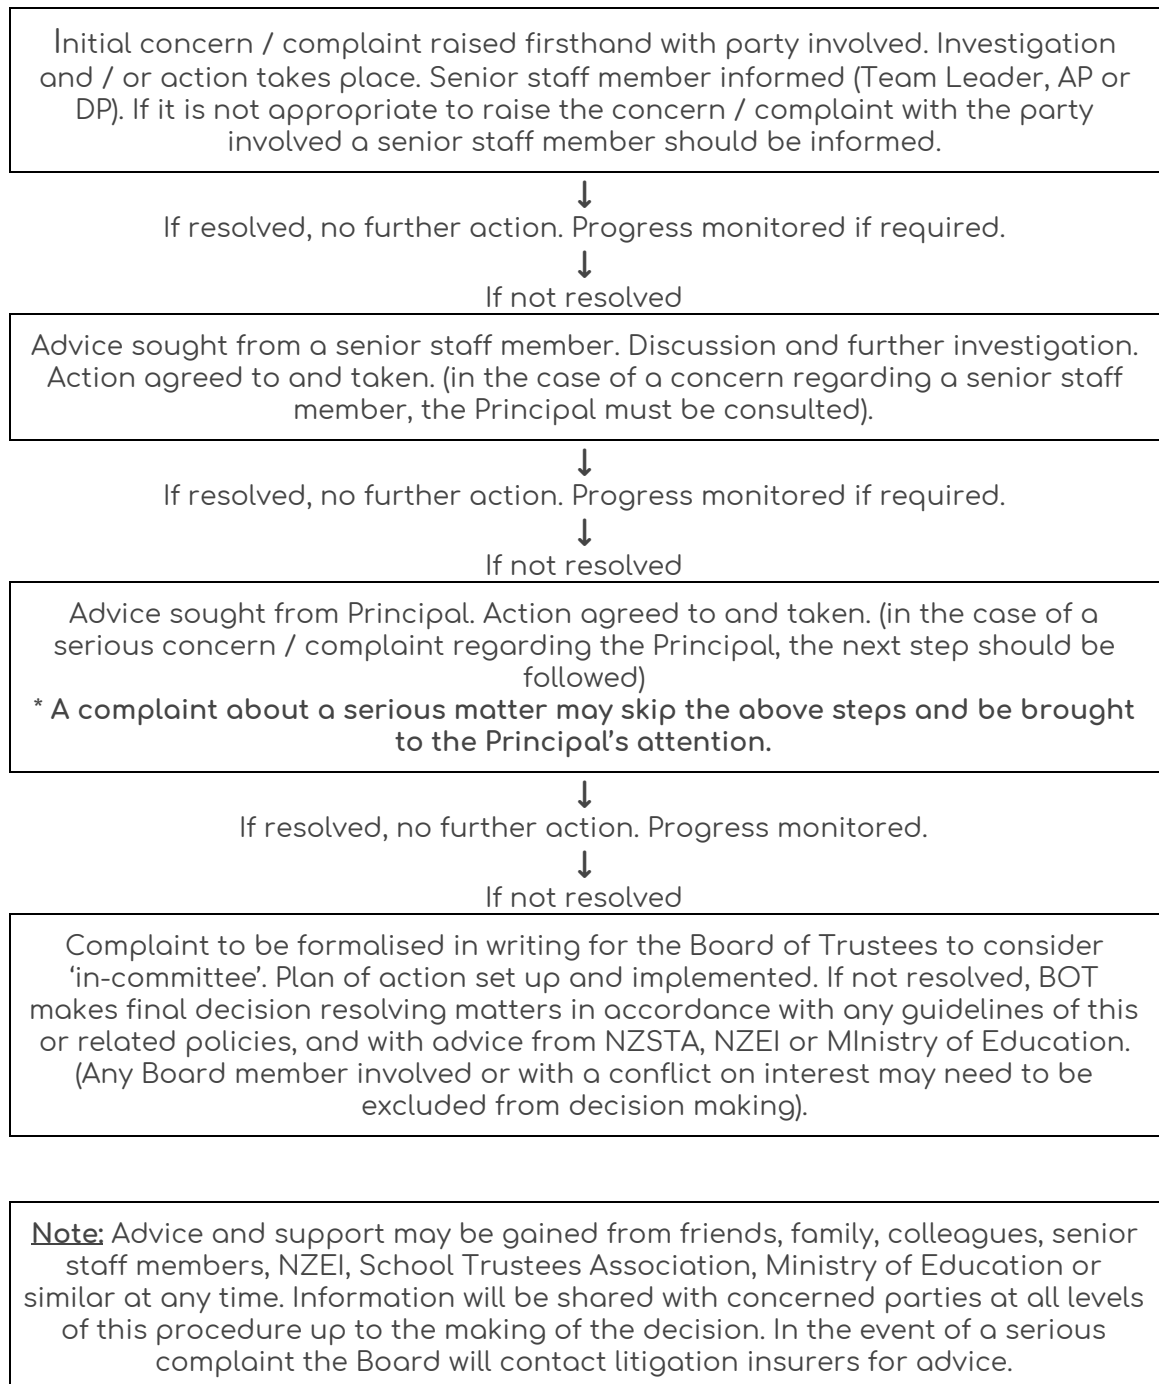 Initial concern / complaint raised firsthand with party involved. Investigation
and / or action takes place. Senior staff member informed (Team Leader, AP or
DP). If it is not appropriate to raise the concern / complaint with the party
involved a senior staff member should be informed.
↓
If resolved, no further action. Progress monitored if required.
↓
If not resolved
Advice sought from a senior staff member. Discussion and further investigation.
Action agreed to and taken. (in the case of a concern regarding a senior staff
member, the Principal must be consulted).
↓
If resolved, no further action. Progress monitored if required.
↓
If not resolved
Advice sought from Principal. Action agreed to and taken. (in the case of a
serious concern / complaint regarding the Principal, the next step should be
followed)
* A complaint about a serious matter may skip the above steps and be brought
to the Principal’s attention.
↓
If resolved, no further action. Progress monitored.
↓
If not resolved
Complaint to be formalised in writing for the Board of Trustees to consider
‘in-committee’. Plan of action set up and implemented. If not resolved, BOT
makes final decision resolving matters in accordance with any guidelines of this
or related policies, and with advice from NZSTA, NZEI or MInistry of Education.
(Any Board member involved or with a conflict on interest may need to be
excluded from decision making).
Note: Advice and support may be gained from friends, family, colleagues, senior
staff members, NZEI, School Trustees Association, Ministry of Education or
similar at any time. Information will be shared with concerned parties at all levels
of this procedure up to the making of the decision. In the event of a serious
complaint the Board will contact litigation insurers for advice.